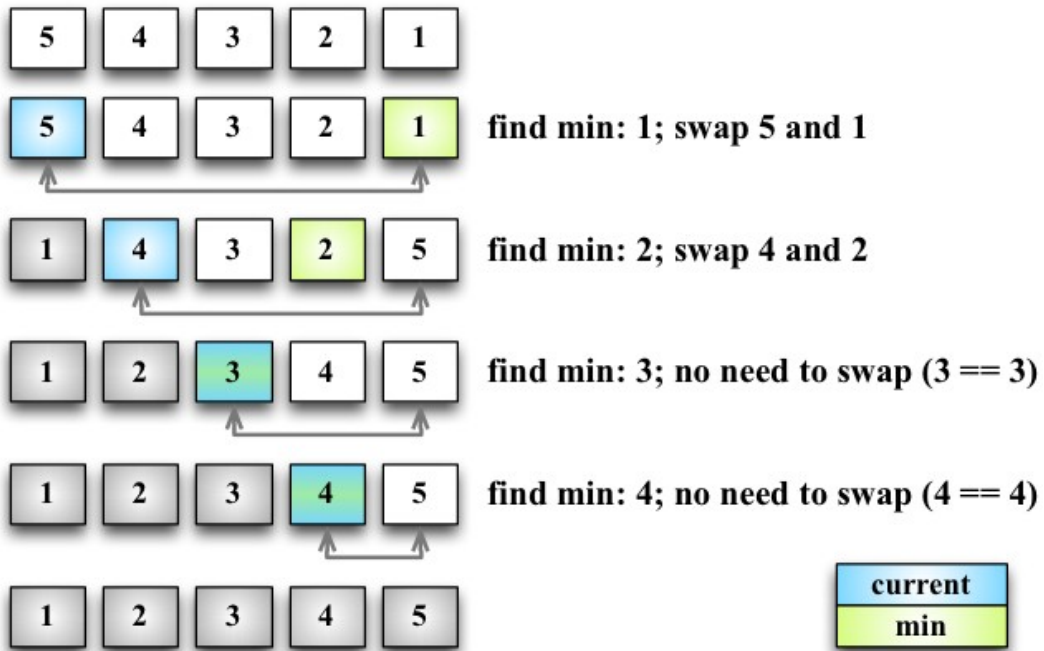 5 4 3 2 1
5 4 3 2 1 find min: 1; swap 5 and 1
1 4 3 2 5 find min: 2; swap 4 and 2
1 2 3 4 5 find min: 3; no need to swap (3 == 3)
1 2 3 4 5 find min: 4; no need to swap (4 == 4)
1 2 3 4 5
current
min